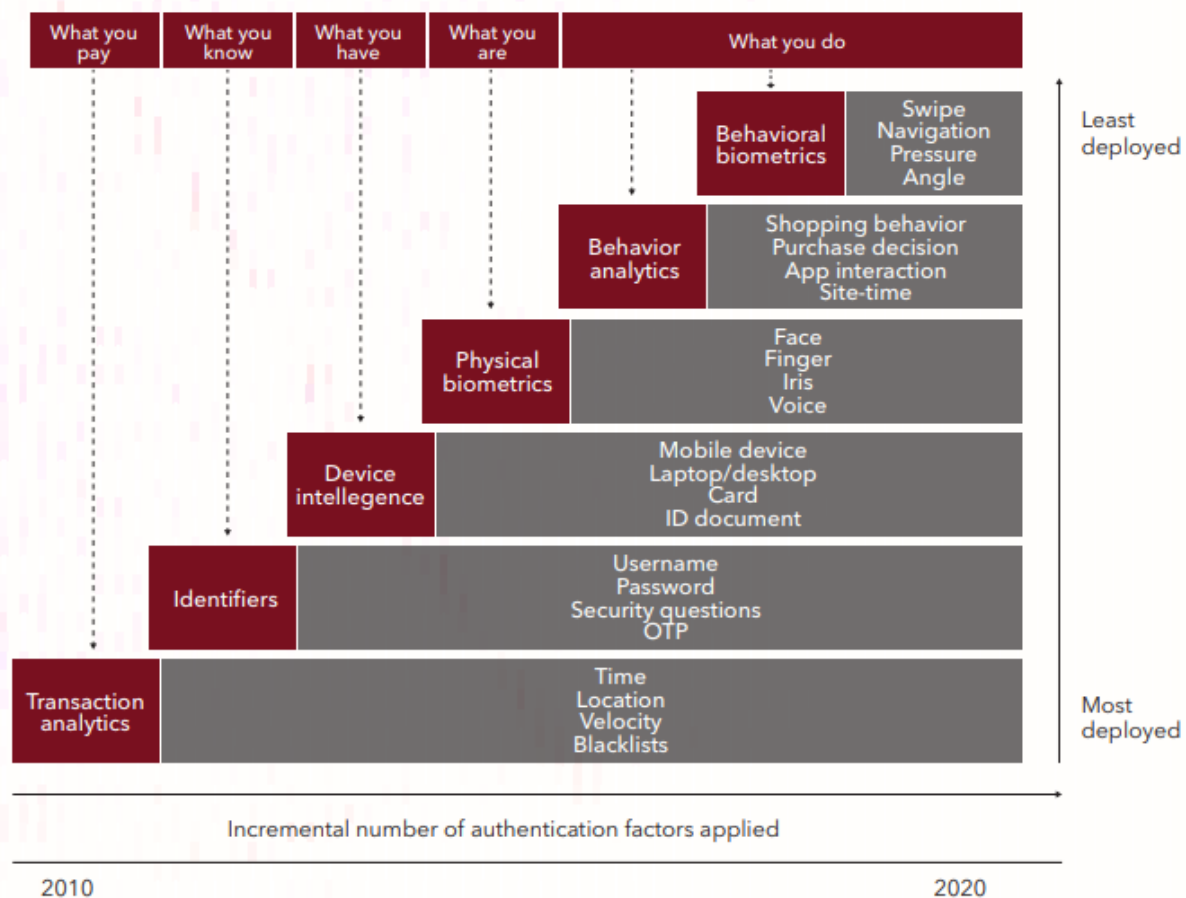 What you
pay
What you
know
What you
have
What you
are
What you do
Behavioral
biometrics
Swipe
Navigation
Pressure
Angle
Least
deployed
Behavior
analytics
Shopping behavior
Purchase decision
App interaction
Site-time
Physical
biometrics
Face
Finger
Iris
Voice
Device
intellegence
Mobile device
Laptop/desktop
Card
ID document
Identifiers
Username
Password
Security questions
OTP
Transaction
analytics
Time
Location
Velocity
Blacklists
Most
deployed
Incremental number of authentication factors applied
2010
2020